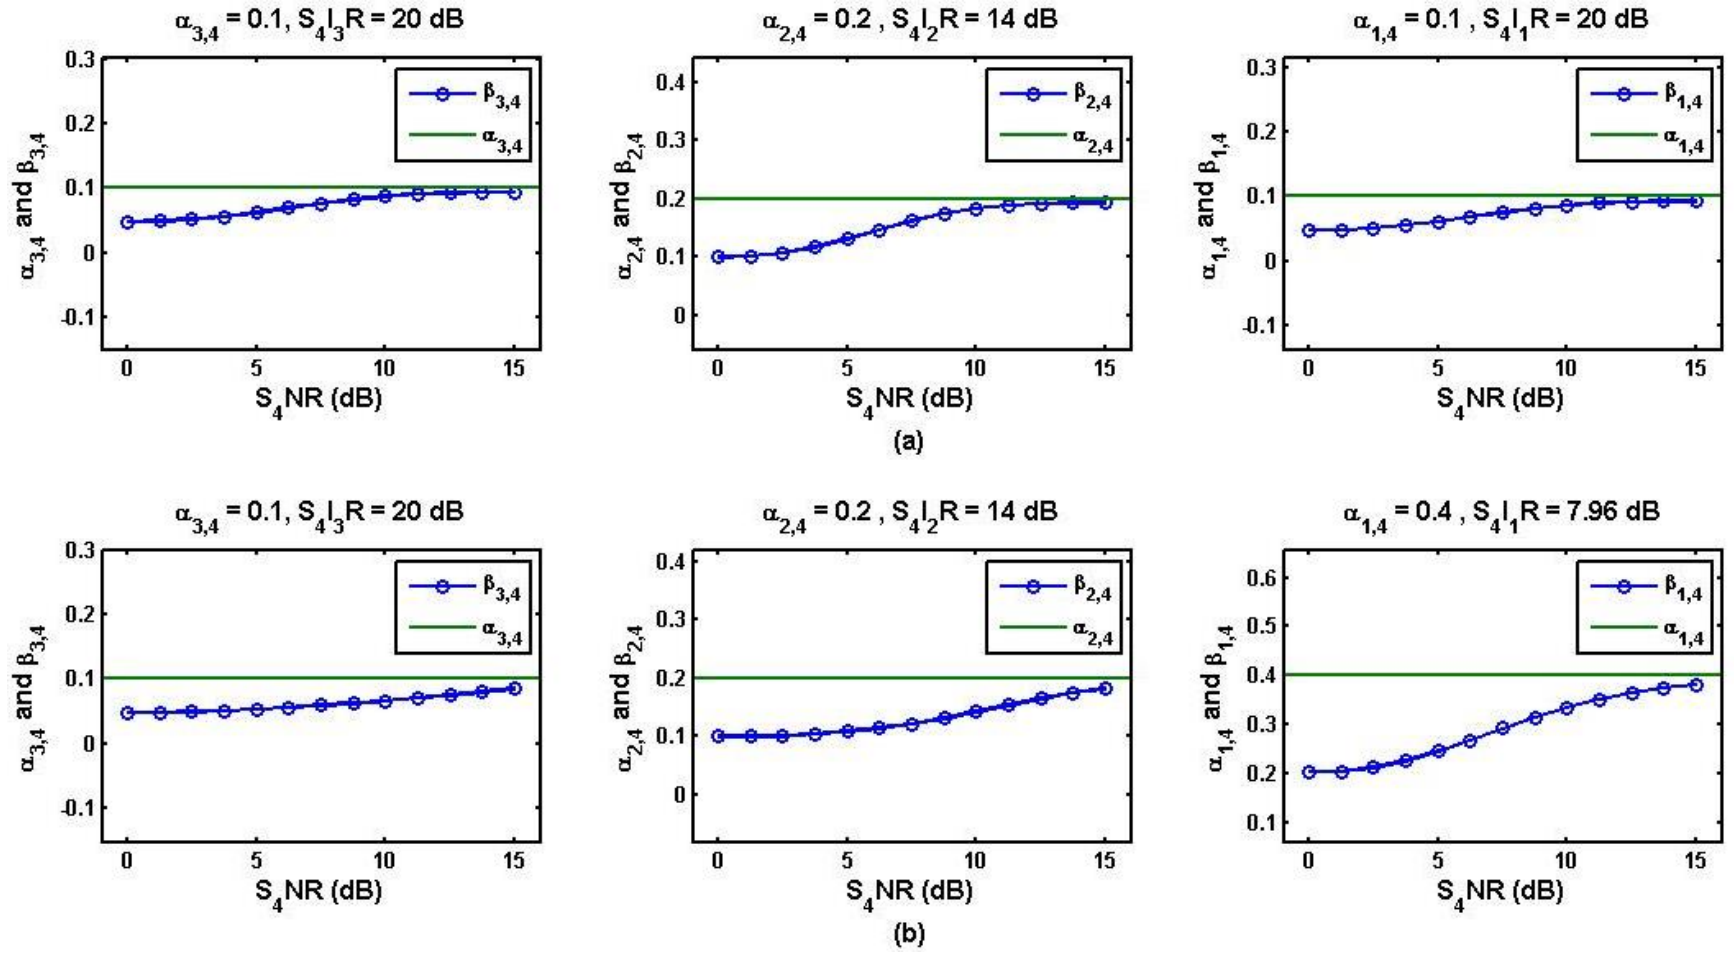 α3,4 = 0.1, S4I3R = 20 dB
0.3
0.2
0.1
0
-0.1
α3,4 and β3,4
β3,4
α3,4
0 5 10 15
S4NR (dB)
α2,4 = 0.2 , S4I2R = 14 dB
0.4
0.3
0.2
0.1
0
α2,4 and β2,4
β2,4
α2,4
0 5 10 15
S4NR (dB)
α1,4 = 0.1 , S4I1R = 20 dB
0.3
0.2
0.1
0
-0.1
α1,4 and β1,4
β1,4
α1,4
0 5 10 15
S4NR (dB)
(a)
α3,4 = 0.1, S4I3R = 20 dB
0.3
0.2
0.1
0
-0.1
α3,4 and β3,4
β3,4
α3,4
0 5 10 15
S4NR (dB)
α2,4 = 0.2 , S4I2R = 14 dB
0.4
0.3
0.2
0.1
0
α2,4 and β2,4
β2,4
α2,4
0 5 10 15
S4NR (dB)
α1,4 = 0.4 , S4I1R = 7.96 dB
0.6
0.5
0.4
0.3
0.2
0.1
α1,4 and β1,4
β1,4
α1,4
0 5 10 15
S4NR (dB)
(b)